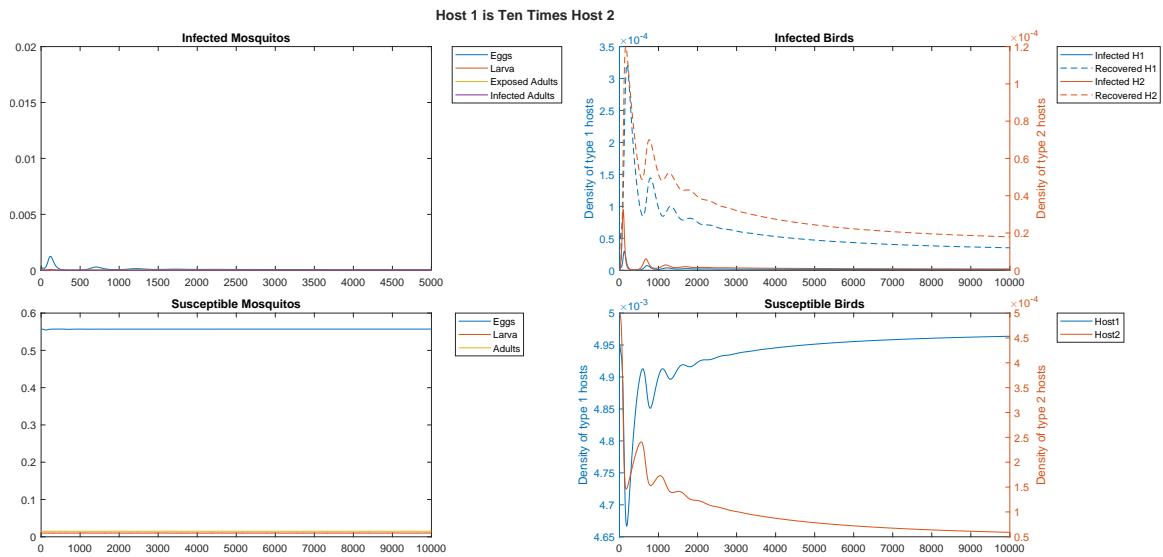 Host 1 is Ten Times Host 2
Infected Mosquitos
0.02
0.015
0.01
0.005
0
0 500 1000 1500 2000 2500 3000 3500 4000 4500 5000
Eggs
Larva
Exposed Adults
Infected Adults
Infected Birds
×10⁻⁴
3.5
3
2.5
2
1.5
1
0.5
0
Density of type 1 hosts
0 1000 2000 3000 4000 5000 6000 7000 8000 9000 10000
×10⁻⁴
1.2
1
0.8
0.6
0.4
0.2
0
Density of type 2 hosts
Infected H1
Recovered H1
Infected H2
Recovered H2
Susceptible Mosquitos
0.6
0.5
0.4
0.3
0.2
0.1
0
0 1000 2000 3000 4000 5000 6000 7000 8000 9000 10000
Eggs
Larva
Adults
Susceptible Birds
×10⁻³
5
4.95
4.9
4.85
4.8
4.75
4.7
4.65
Density of type 1 hosts
0 1000 2000 3000 4000 5000 6000 7000 8000 9000 10000
×10⁻⁴
5
4.5
4
3.5
3
2.5
2
1.5
1
0.5
Density of type 2 hosts
Host1
Host2